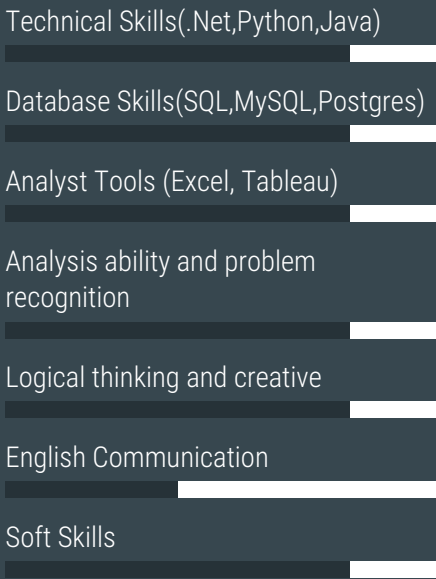 Technical Skills(.Net,Python,Java)
Database Skills(SQL,MySQL,Postgres)
Analyst Tools (Excel, Tableau)
Analysis ability and problem
recognition
Logical thinking and creative
English Communication
Soft Skills